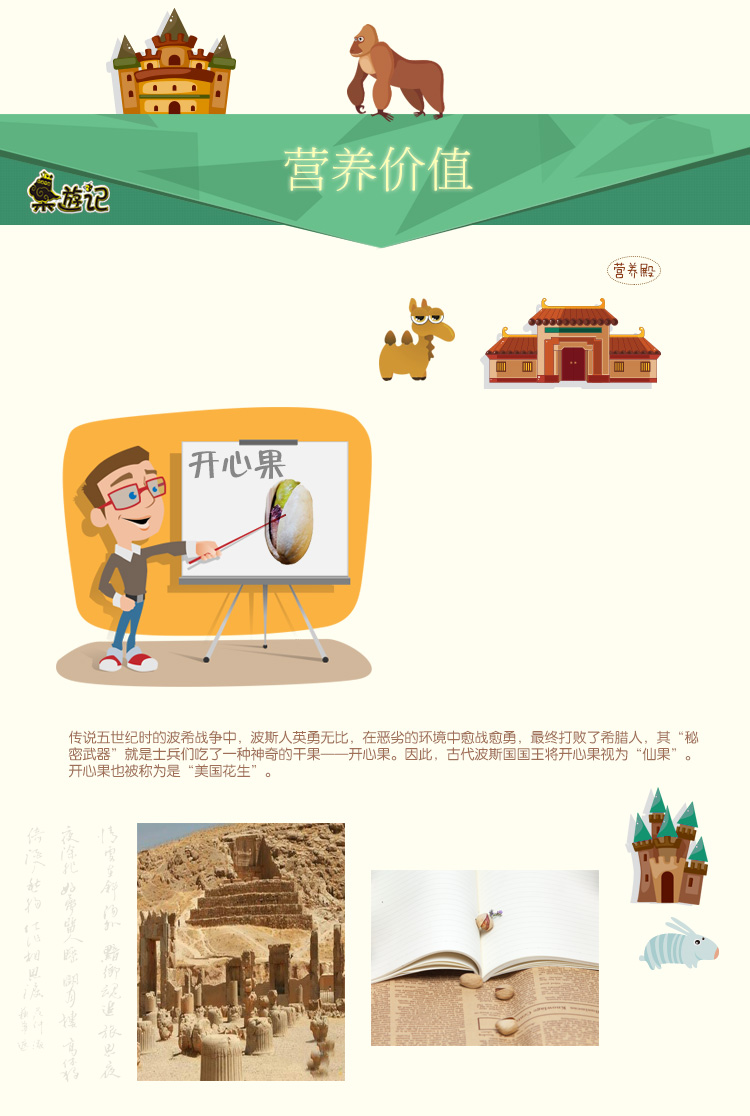 营养价值
枭遊记
营养殿
开心果
传说五世纪时的波希战争中，波斯人英勇无比，在恶劣的环境中愈战愈勇，最终打败了希腊人，其“秘
密武器”就是士兵们吃了一种神奇的干果——开心果。因此，古代波斯国国王将开心果视为“仙果”。
开心果也被称为是“美国花生”。